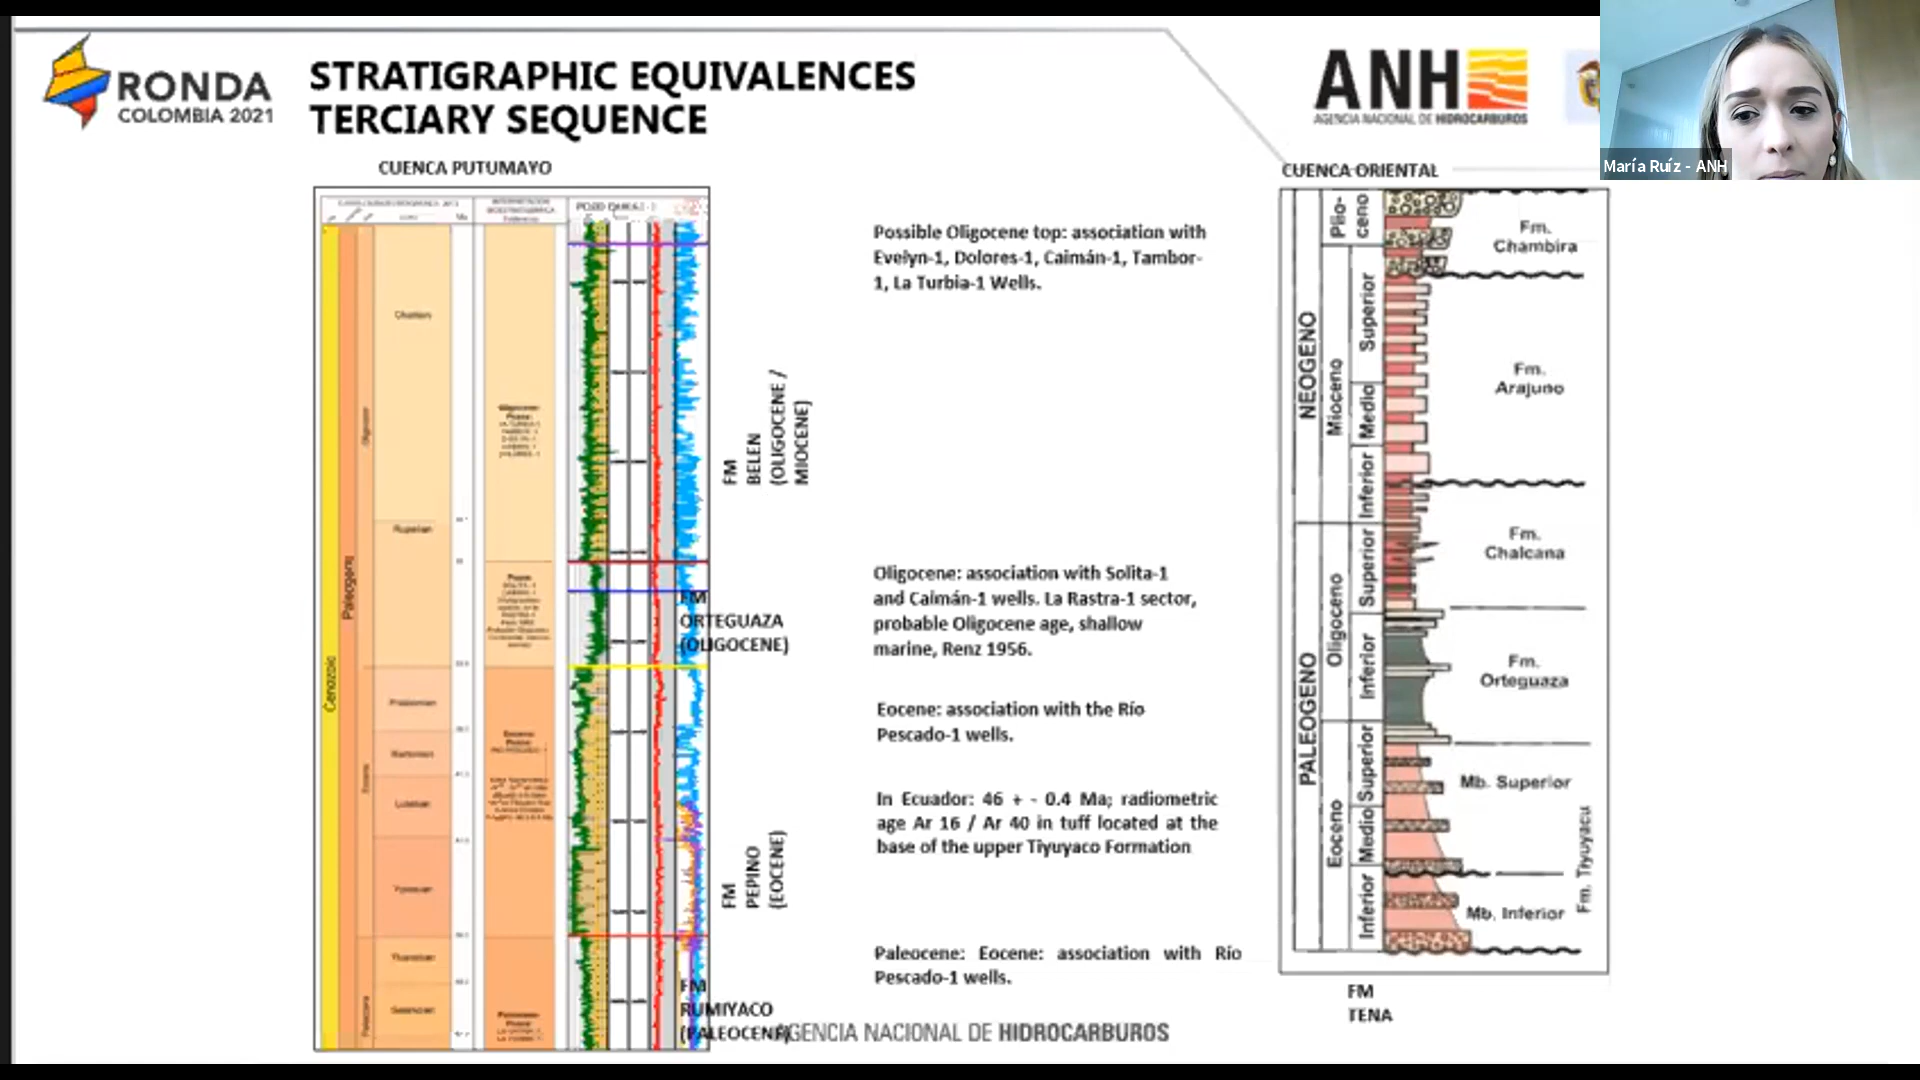 RONDA
COLOMBIA 2021
STRATIGRAPHIC EQUIVALENCES
TERCIARY SEQUENCE
ANH
AGENCIA NACIONAL DE HIDROCARBUROS
María Ruíz - ANH
CUENCA PUTUMAYO
CUENCA ORIENTAL
Cenozoic
Paleogene
Oligocene
Eocene
Paleocene
Chattian
Rupelian
Priabonian
Bartonian
Lutetian
Ypresian
Thanetian
Selandian
FM
BELEN
(OLIGOCENE /
MIOCENE)
FM
ORTEGUAZA
(OLIGOCENE)
FM
PEPINO
(EOCENE)
FM
RUMIYACO
(PALEOCENE)
Possible Oligocene top: association with
Evelyn-1, Dolores-1, Caimán-1, Tambor-
1, La Turbia-1 Wells.
Oligocene: association with Solita-1
and Caimán-1 wells. La Rastra-1 sector,
probable Oligocene age, shallow
marine, Renz 1956.
Eocene: association with the Río
Pescado-1 wells.
In Ecuador: 46 + - 0.4 Ma; radiometric
age Ar 16 / Ar 40 in tuff located at the
base of the upper Tiyuyaco Formation
Paleocene: Eocene: association with Río
Pescado-1 wells.
NEOGENO
PALEOGENO
Plio-
ceno
Mioceno
Superior
Medio
Inferior
Oligoceno
Superior
Inferior
Eoceno
Superior
Medio
Inferior
Fm.
Chambira
Fm.
Arajuno
Fm.
Chalcana
Fm.
Orteguaza
Mb. Superior
Mb. Inferior
Fm. Tiyuyacu
FM
TENA
AGENCIA NACIONAL DE HIDROCARBUROS